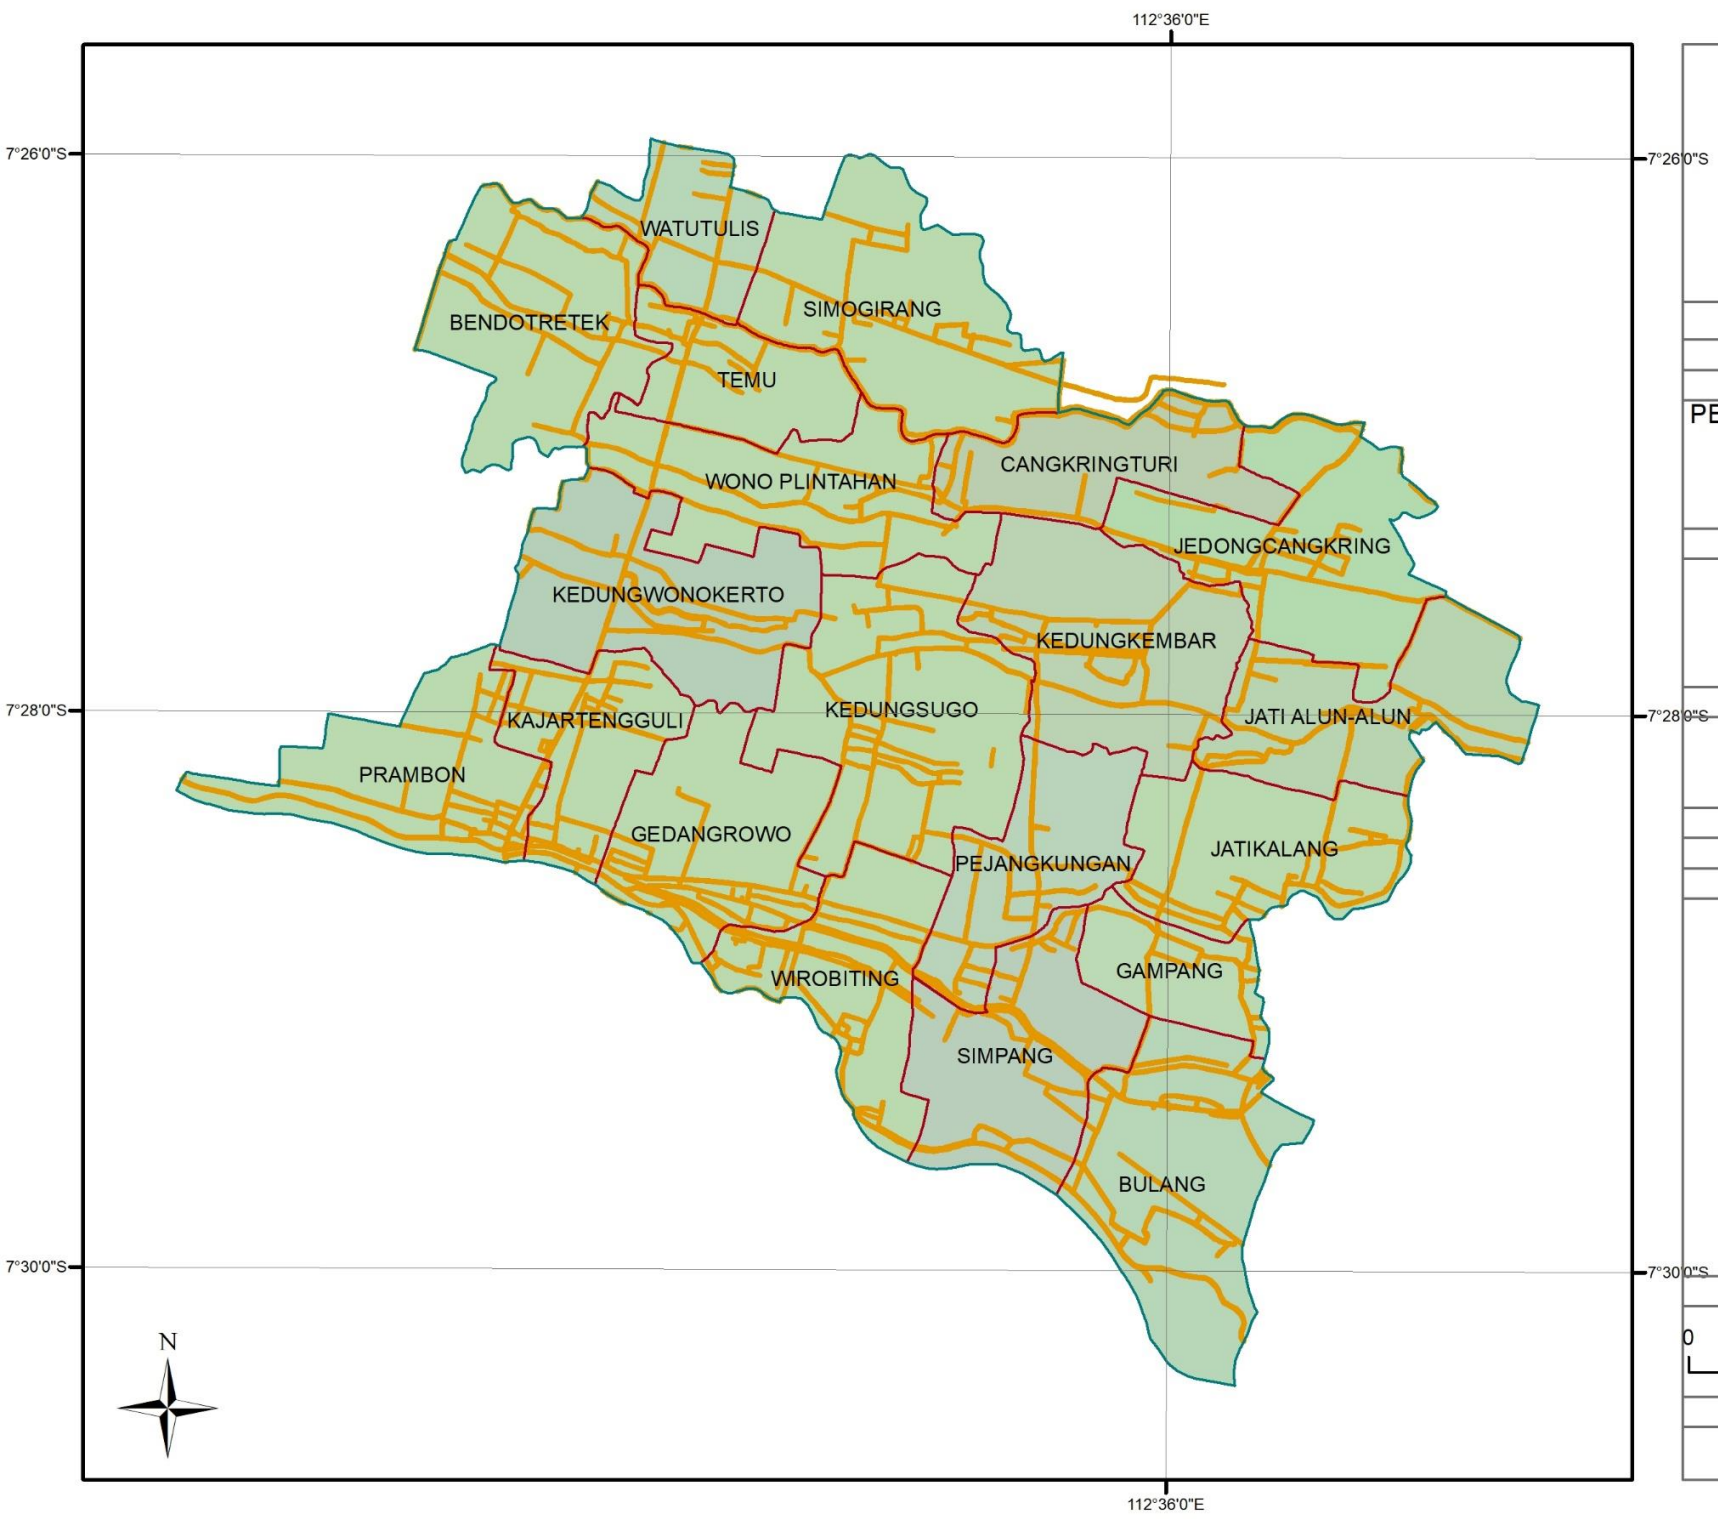 112°36'0"E
7°26'0"S
7°26'0"S
WATUTULIS
SIMOGIRANG
BENDOTRETEK
TEMU
PE
CANGKRINGTURI
WONO PLINTAHAN
JEDONGCANGKRING
KEDUNGWONOKERTO
KEDUNGKEMBAR
7°28'0"S
KAJARTENGGULI
KEDUNGSUGO
JATI ALUN-ALUN
7°28'0"S
PRAMBON
GEDANGROWO
JATIKALANG
PEJANGKUNGAN
GAMPANG
WIROBITING
SIMPANG
BULANG
7°30'0"S
7°30'0"S
N
0
112°36'0"E